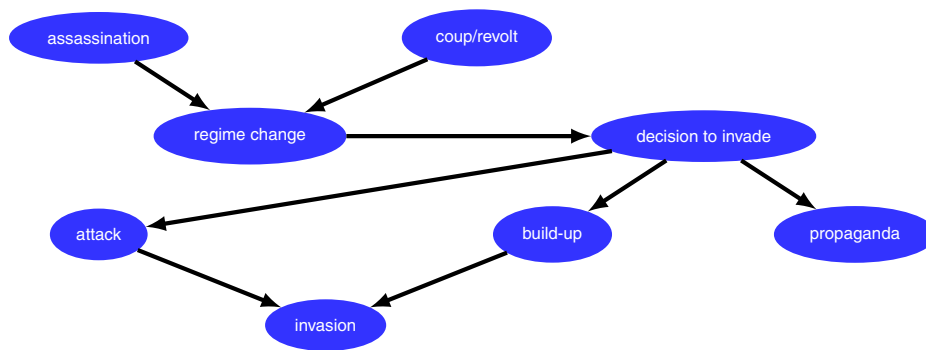 assassination
coup/revolt
regime change
decision to invade
attack
build-up
propaganda
invasion